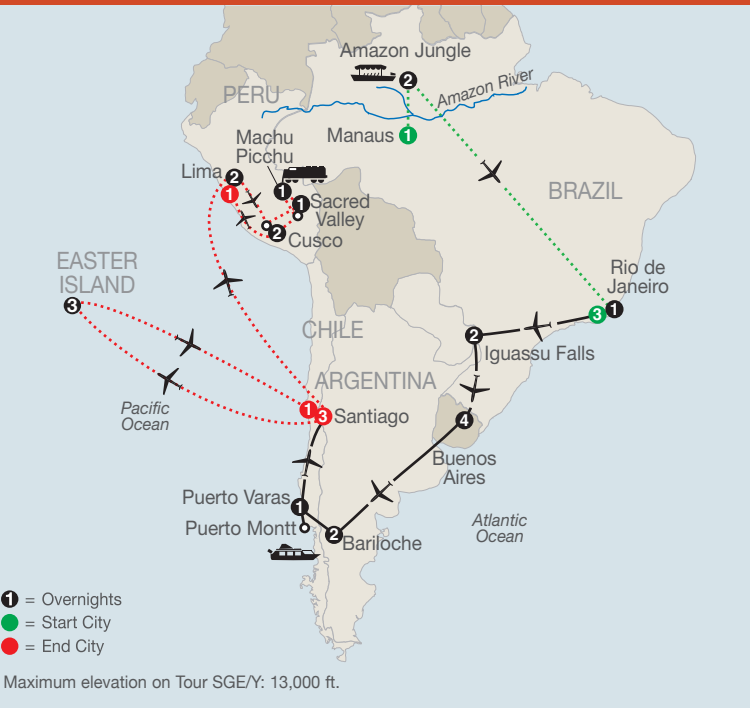 Amazon Jungle
2
Amazon River
PERU
Manaus
1
Machu
Picchu
Lima
2
1
1
1
Sacred
Valley
2
Cusco
BRAZIL
EASTER
ISLAND
3
Rio de
Janeiro
3
1
CHILE
2
Iguassu Falls
ARGENTINA
Pacific
Ocean
1
3
Santiago
4
Buenos
Aires
Puerto Varas
1
Puerto Montt
2
Bariloche
Atlantic
Ocean
1 = Overnights
= Start City
= End City
Maximum elevation on Tour SGE/Y: 13,000 ft.